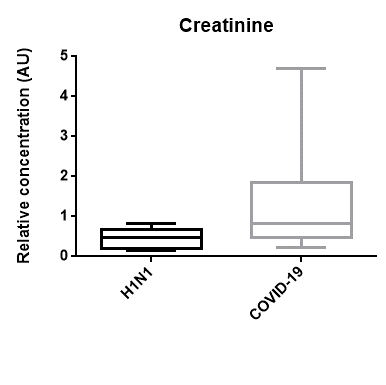 Creatinine
Relative concentration (AU)
5
4
3
2
1
0
H1N1
COVID-19